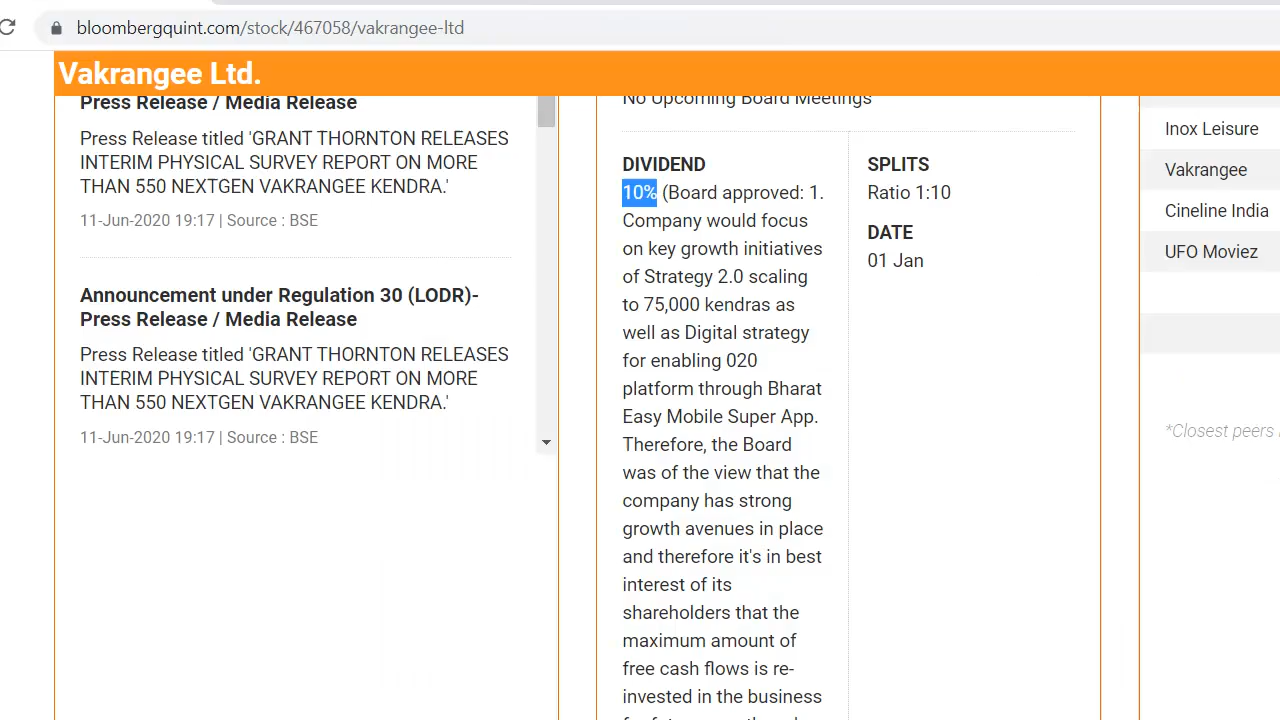 bloombergquint.com/stock/467058/vakrangee-ltd
Vakrangee Ltd.
Press Release / Media Release
Press Release titled 'GRANT THORNTON RELEASES
INTERIM PHYSICAL SURVEY REPORT ON MORE
THAN 550 NEXTGEN VAKRANGEE KENDRA.'
11-Jun-2020 19:17 | Source : BSE
Announcement under Regulation 30 (LODR)-
Press Release / Media Release
Press Release titled 'GRANT THORNTON RELEASES
INTERIM PHYSICAL SURVEY REPORT ON MORE
THAN 550 NEXTGEN VAKRANGEE KENDRA.'
11-Jun-2020 19:17 | Source : BSE
No Upcoming Board Meetings
DIVIDEND
10% (Board approved: 1.
Company would focus
on key growth initiatives
of Strategy 2.0 scaling
to 75,000 kendras as
well as Digital strategy
for enabling 020
platform through Bharat
Easy Mobile Super App.
Therefore, the Board
was of the view that the
company has strong
growth avenues in place
and therefore it's in best
interest of its
shareholders that the
maximum amount of
free cash flows is re-
invested in the business
SPLITS
Ratio 1:10
DATE
01 Jan
Inox Leisure
Vakrangee
Cineline India
UFO Moviez
*Closest peers